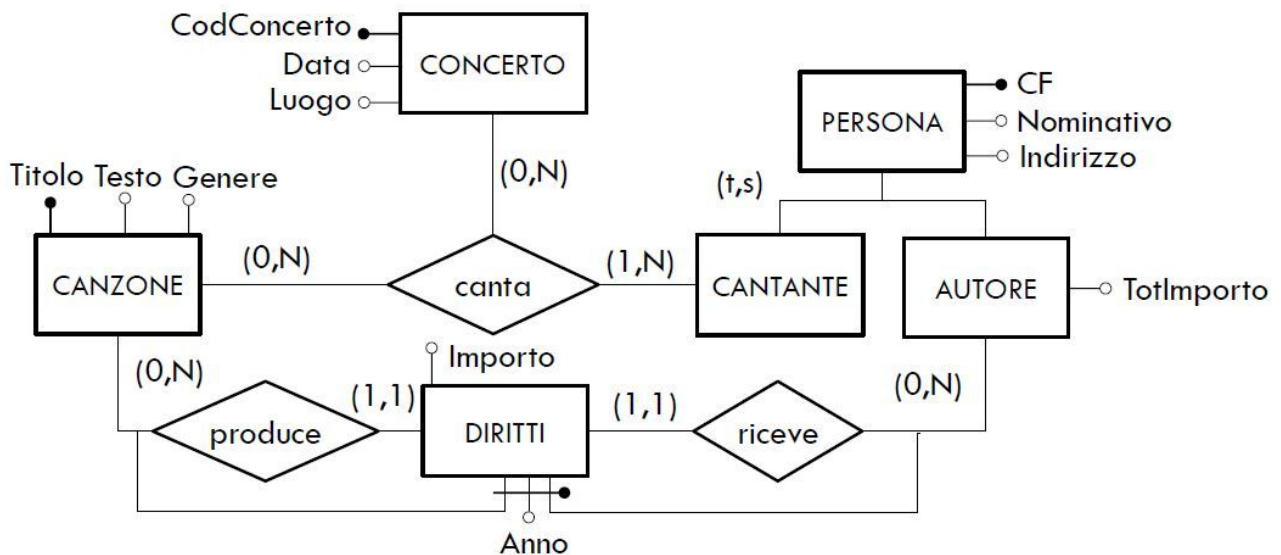 CodConcerto
Data
Luogo
CONCERTO
CF
Nominativo
Indirizzo
PERSONA
(0,N)
(t,s)
Titolo Testo Genere
CANZONE
(0,N)
canta
(1,N)
CANTANTE
AUTORE
TotImporto
Importo
(0,N)
produce
(1,1)
DIRITTI
(1,1)
riceve
(0,N)
Anno